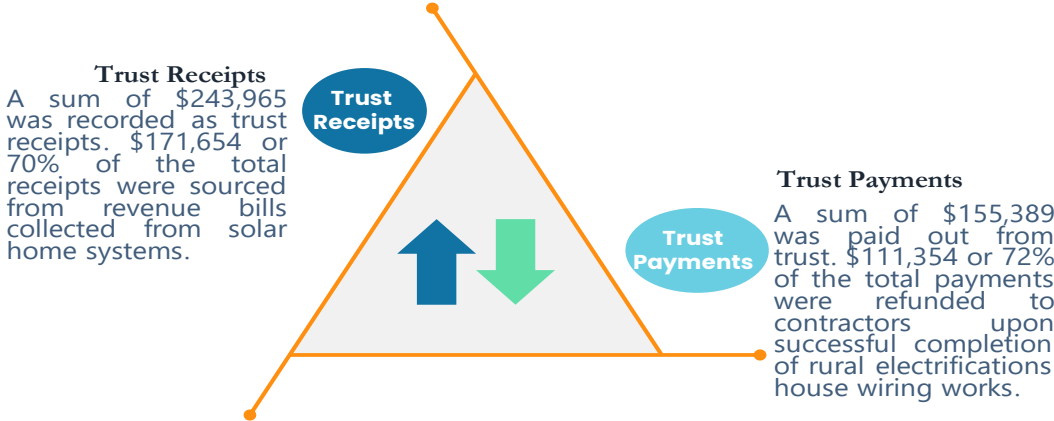 Trust Receipts
A sum of $243,965
was recorded as trust
receipts. $171,654 or
70% of the total
receipts were sourced
from revenue bills
collected from solar
home systems.
Trust
Receipts
Trust Payments
A sum of $155,389
was paid out from
trust. $111,354 or 72%
of the total payments
were refunded to
contractors upon
successful completion
of rural electrifications
house wiring works.
Trust
Payments